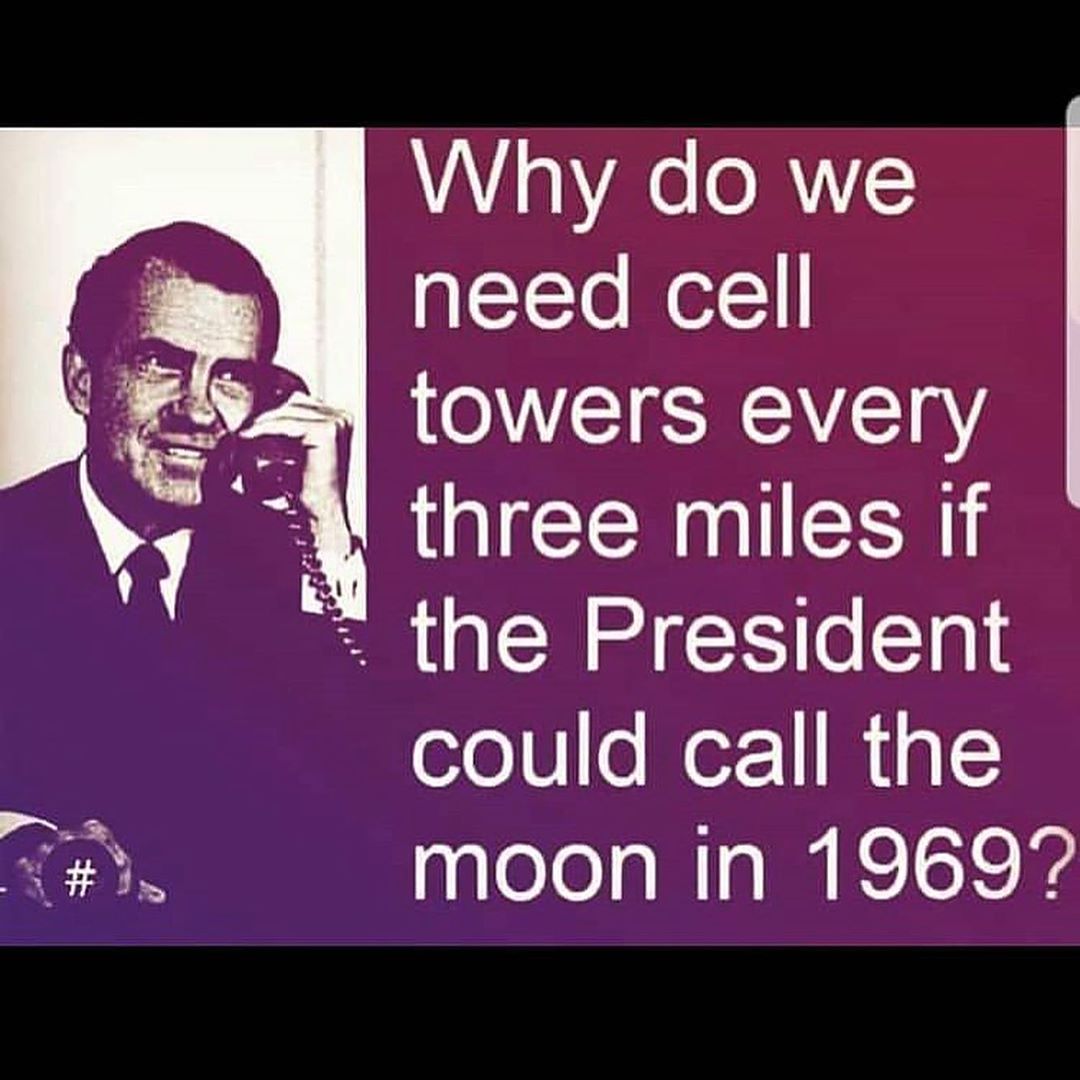 Why do we
need cell
towers every
three miles if
the President
could call the
moon in 1969?
#